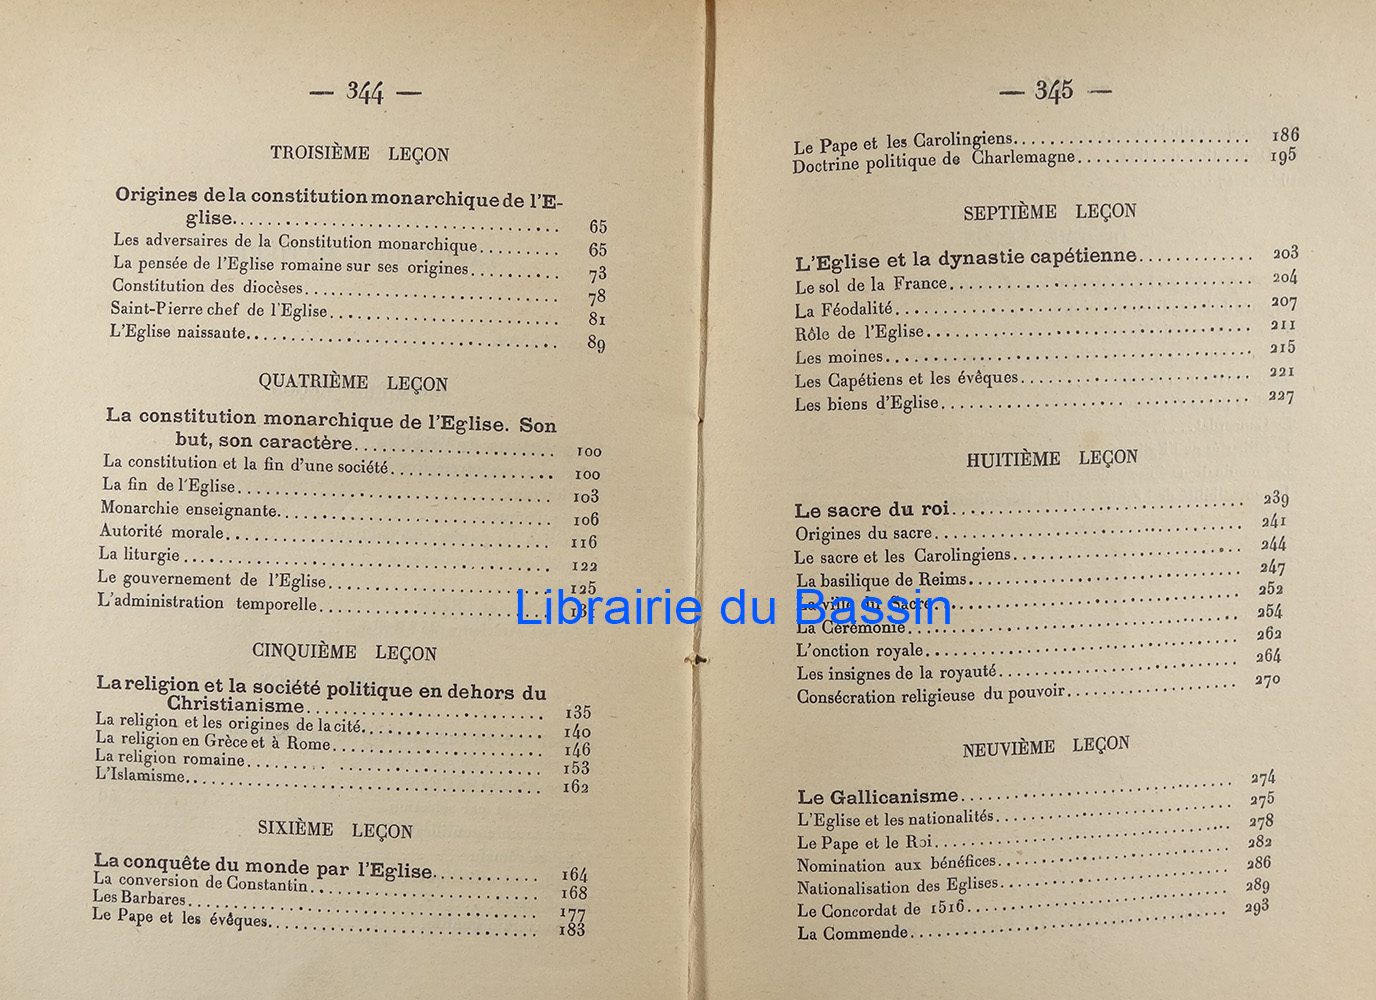 — 344 —
TROISIÈME LEÇON
Origines de la constitution monarchique de l'E-
glise 65
Les adversaires de la Constitution monarchique 65
La pensée de l'Eglise romaine sur ses origines 73
Constitution des diocèses 78
Saint-Pierre chef de l'Eglise 81
L'Eglise naissante 89
QUATRIÈME LEÇON
La constitution monarchique de l'Eglise. Son
but, son caractère 100
La constitution et la fin d'une société 100
La fin de l'Eglise 103
Monarchie enseignante 106
Autorité morale 116
La liturgie 122
Le gouvernement de l'Eglise 125
L'administration temporelle
CINQUIÈME LEÇON
La religion et la société politique en dehors du
Christianisme 135
La religion et les origines de la cité 140
La religion en Grèce et à Rome 146
La religion romaine 153
L'Islamisme 162
SIXIÈME LEÇON
La conquête du monde par l'Eglise 164
La conversion de Constantin 168
Les Barbares 177
Le Pape et les évêques 183
— 345 —
Le Pape et les Carolingiens 186
Doctrine politique de Charlemagne 195
SEPTIÈME LEÇON
L'Eglise et la dynastie capétienne 203
Le sol de la France 204
La Féodalité 207
Rôle de l'Eglise 211
Les moines 215
Les Capétiens et les évêques 221
Les biens d'Eglise 227
HUITIÈME LEÇON
Le sacre du roi 239
Origines du sacre 241
Le sacre et les Carolingiens 244
La basilique de Reims 247
La ville du Sacre 252
La Cérémonie 254
L'onction royale 262
Les insignes de la royauté 264
Consécration religieuse du pouvoir 270
NEUVIÈME LEÇON
Le Gallicanisme 274
L'Eglise et les nationalités 275
Le Pape et le Roi 278
Nomination aux bénéfices 282
Nationalisation des Eglises 286
Le Concordat de 1516 289
La Commende 293
Librairie du Bassin